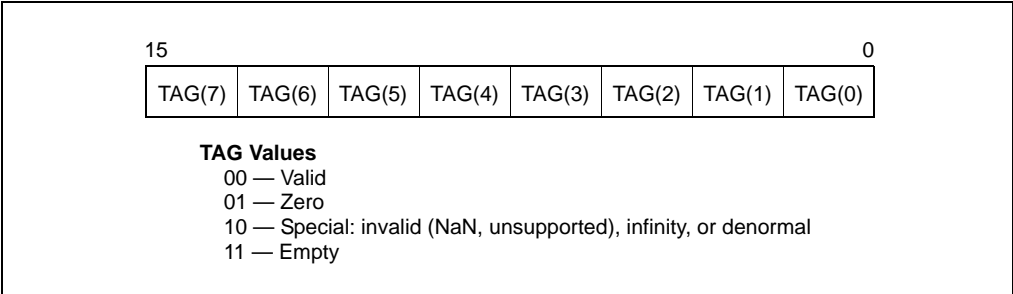 15 0
TAG(7) TAG(6) TAG(5) TAG(4) TAG(3) TAG(2) TAG(1) TAG(0)
TAG Values
00 — Valid
01 — Zero
10 — Special: invalid (NaN, unsupported), infinity, or denormal
11 — Empty